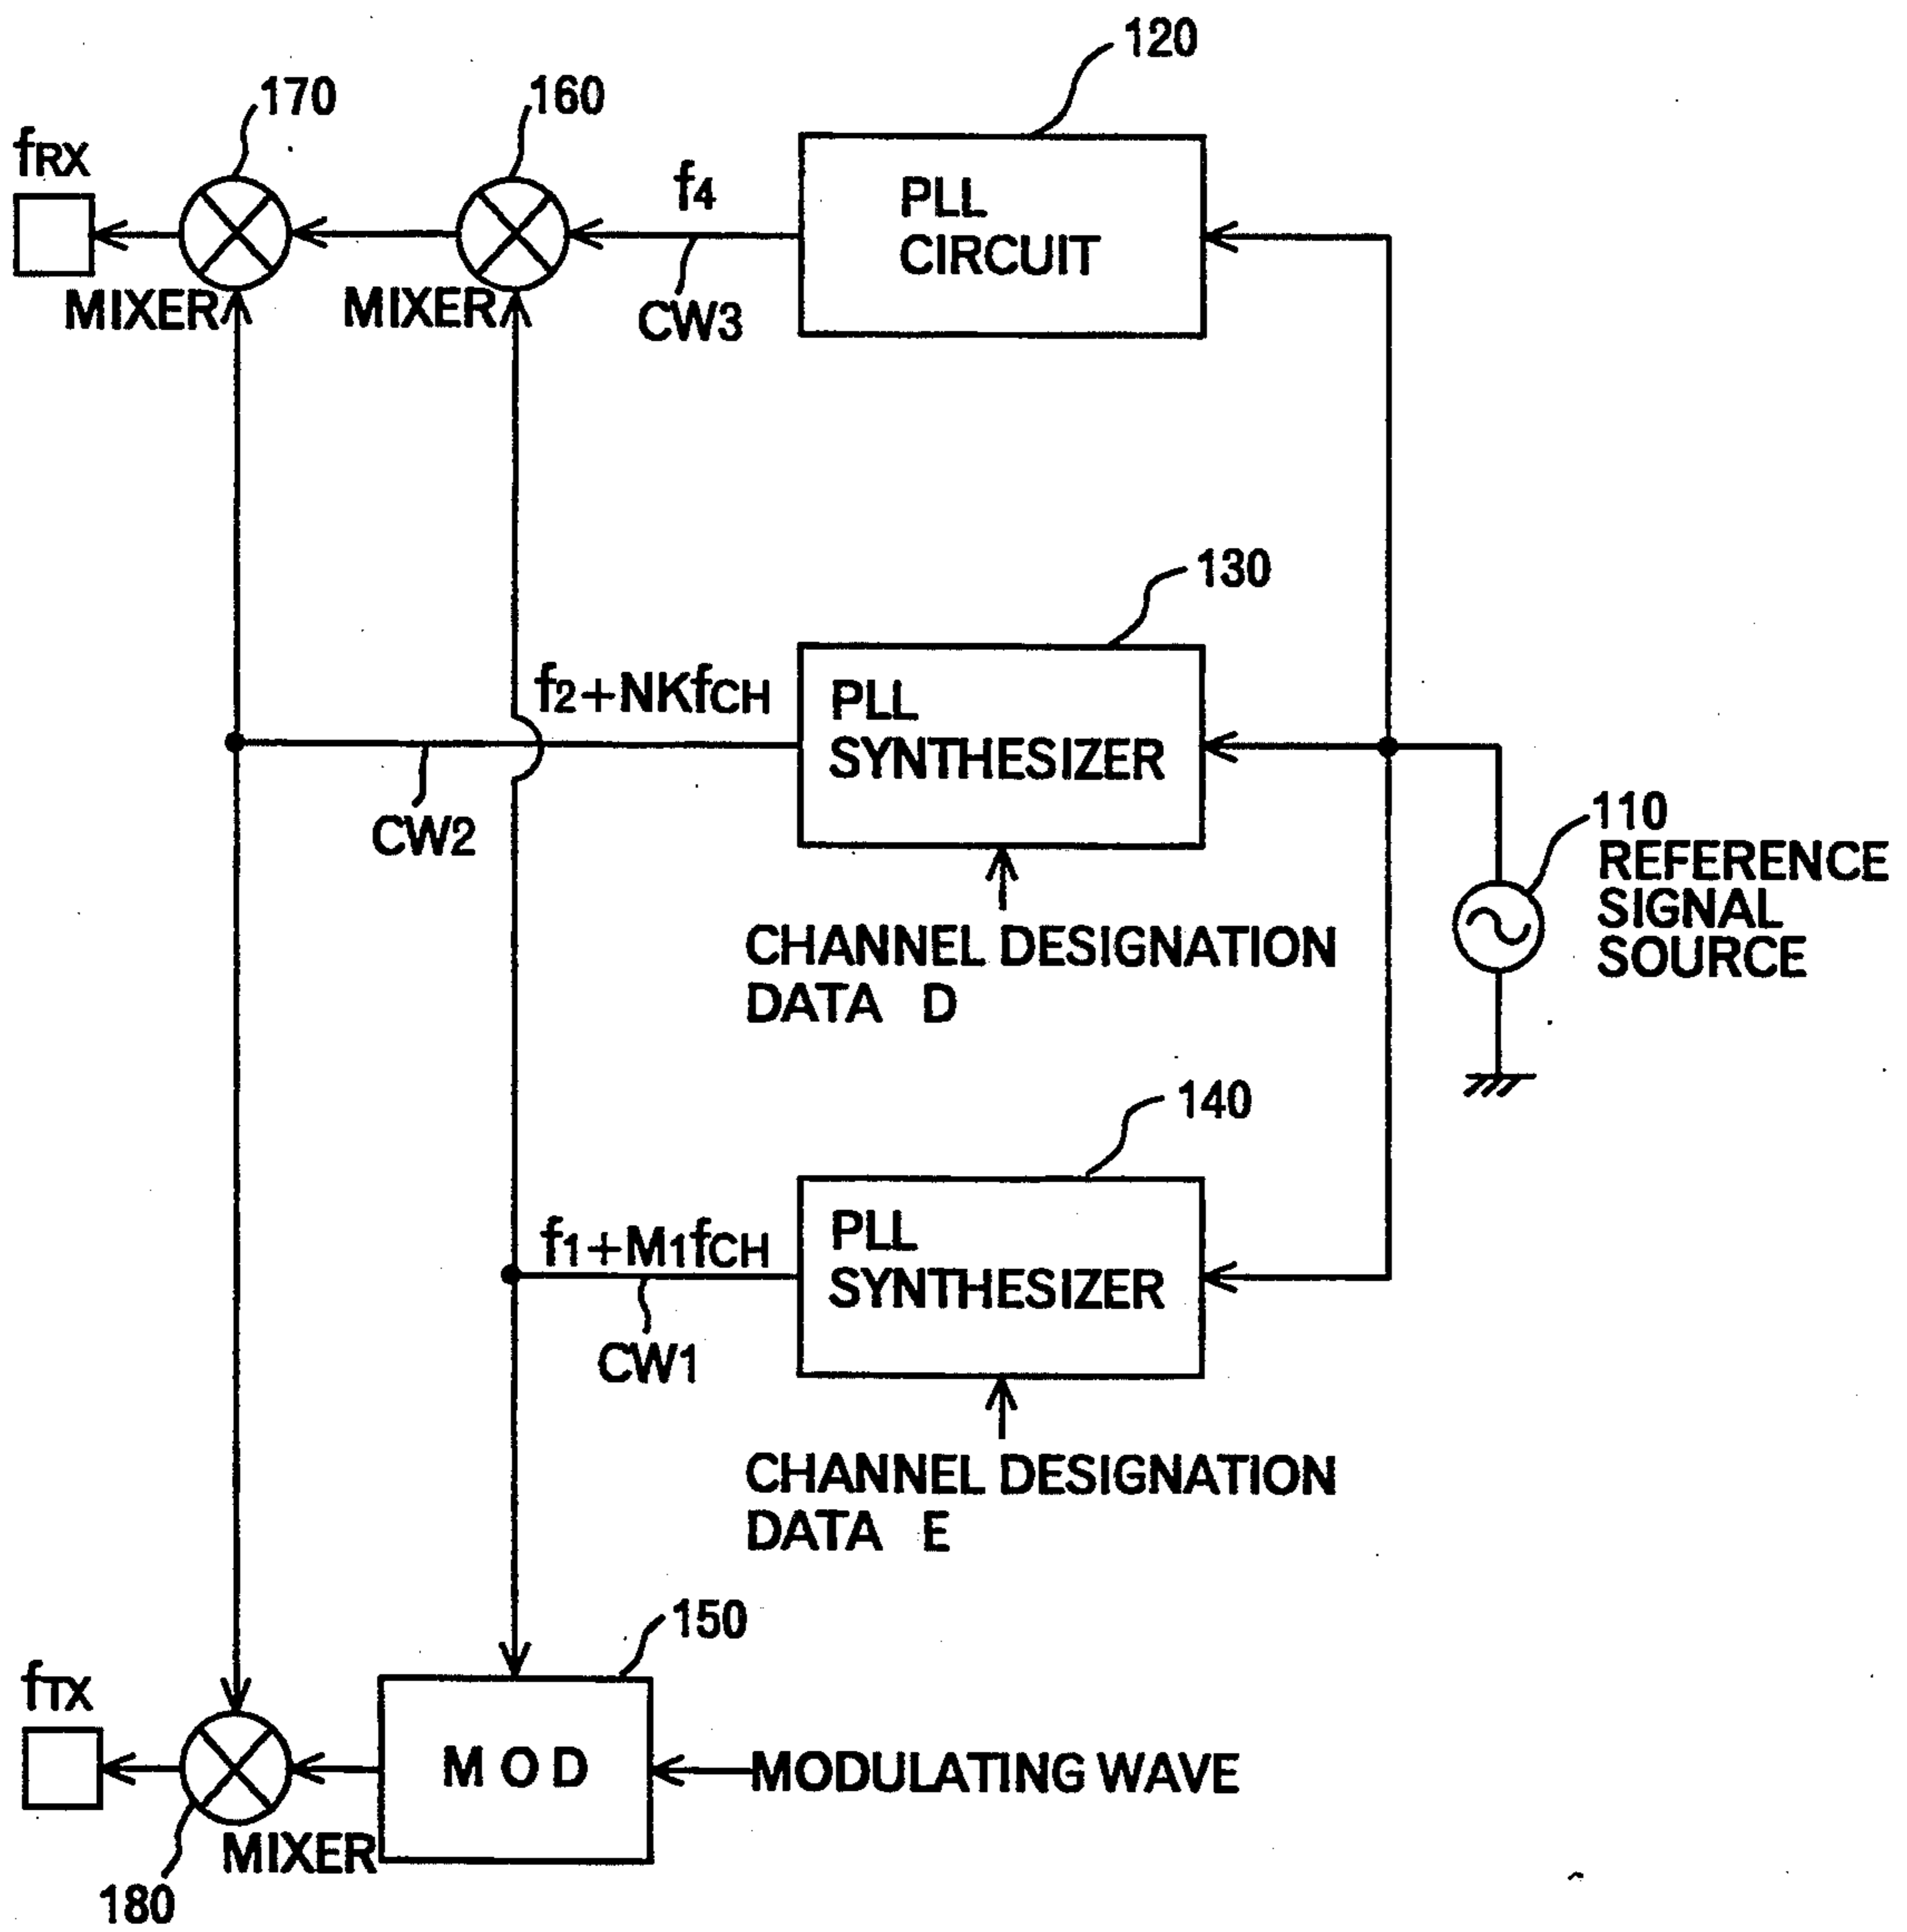 120
170
160
fRX
f4
PLL
CIRCUIT
MIXER
MIXER
CW3
130
f2+NKfCH
PLL
SYNTHESIZER
CW2
110
REFERENCE
SIGNAL
SOURCE
CHANNEL DESIGNATION
DATA D
140
f1+M1fCH
PLL
SYNTHESIZER
CW1
CHANNEL DESIGNATION
DATA E
150
fTX
MOD
MODULATING WAVE
MIXER
180